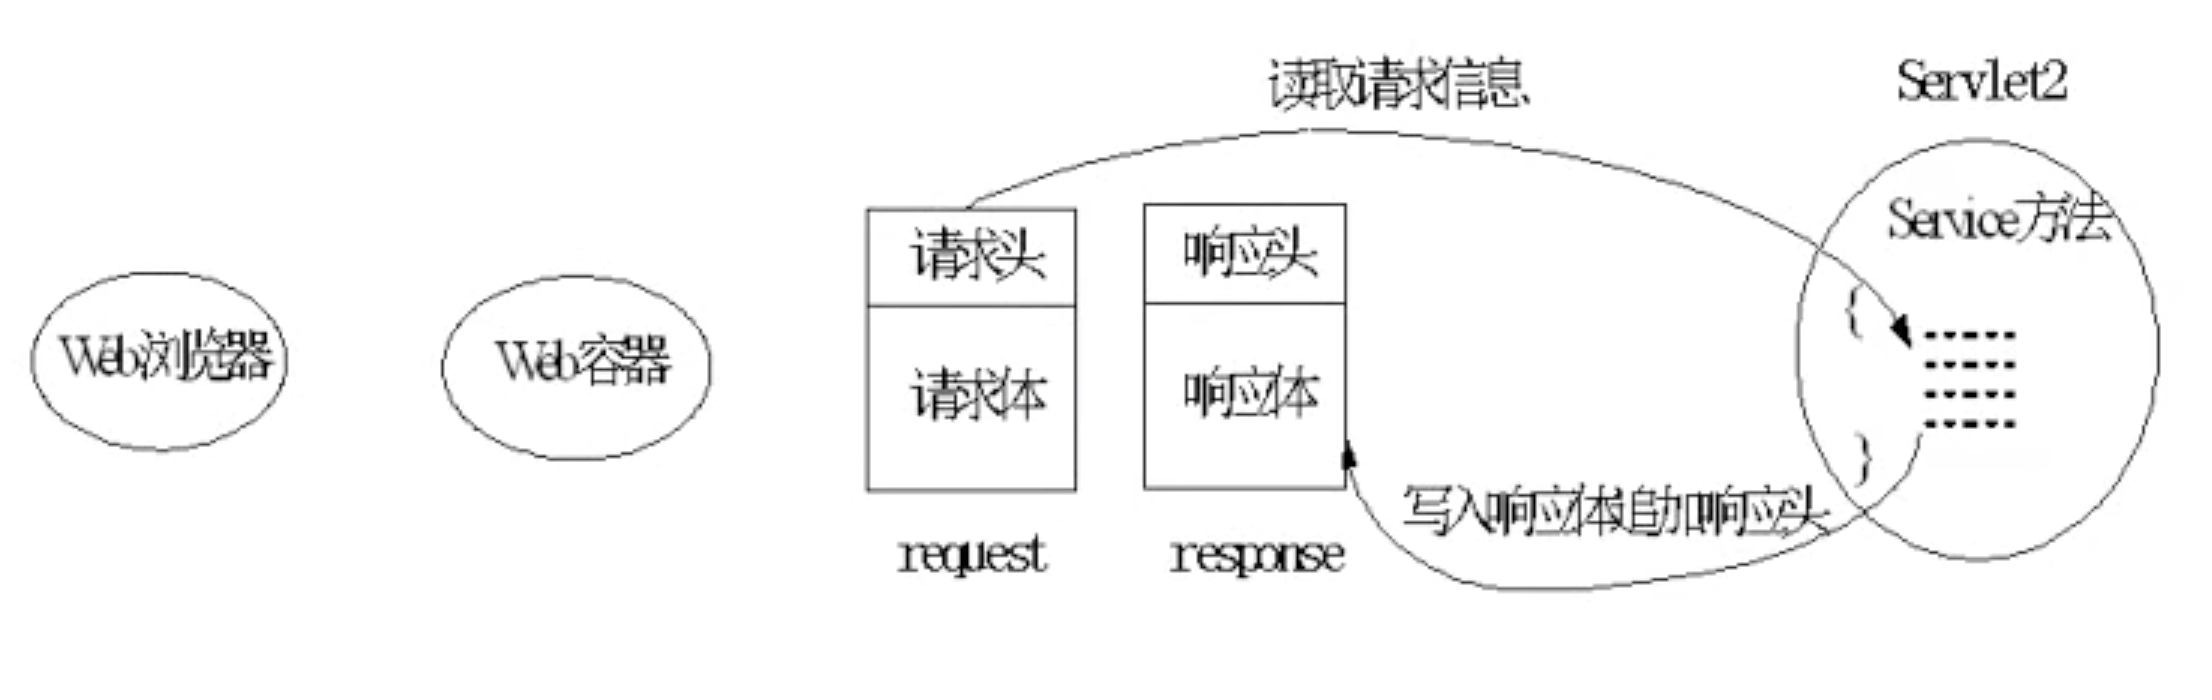 读取请求信息
Servlet2
Service方法
请求头
响应头
{
Web浏览器
Web容器
请求体
响应体
}
写入响应体和响应头
request
response